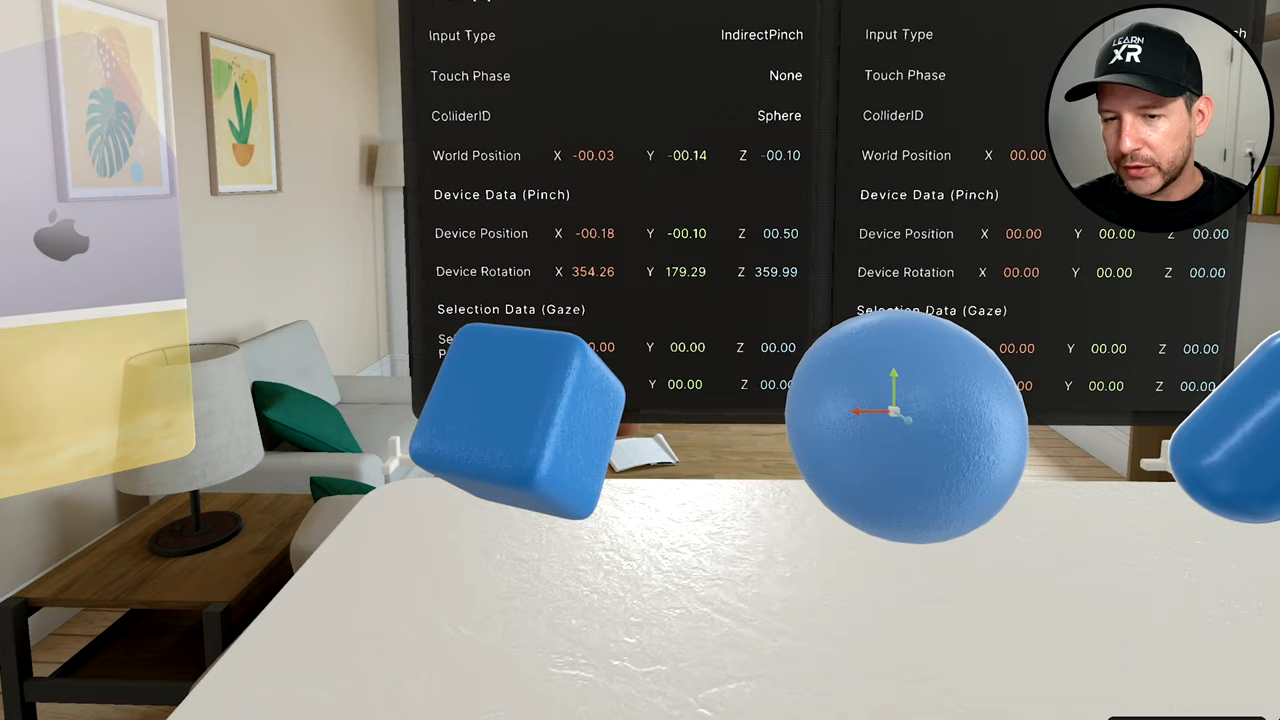 Input Type IndirectPinch
Touch Phase None
ColliderID Sphere
World Position X -00.03 Y -00.14 Z -00.10
Device Data (Pinch)
Device Position X -00.18 Y -00.10 Z 00.50
Device Rotation X 354.26 Y 179.29 Z 359.99
Selection Data (Gaze)
Y 00.00 Z 00.00
Y 00.00 Z 00.00
Input Type
Touch Phase
ColliderID
World Position X 00.00
Device Data (Pinch)
Device Position X 00.00 Y 00.00 Z 00.00
Device Rotation X 00.00 Y 00.00 Z 00.00
Selection Data (Gaze)
00.00 Y 00.00 Z 00.00
Y 00.00 Z 00.00
LEARN
XR